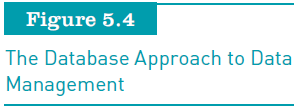 Figure 5.4
The Database Approach to Data
Management